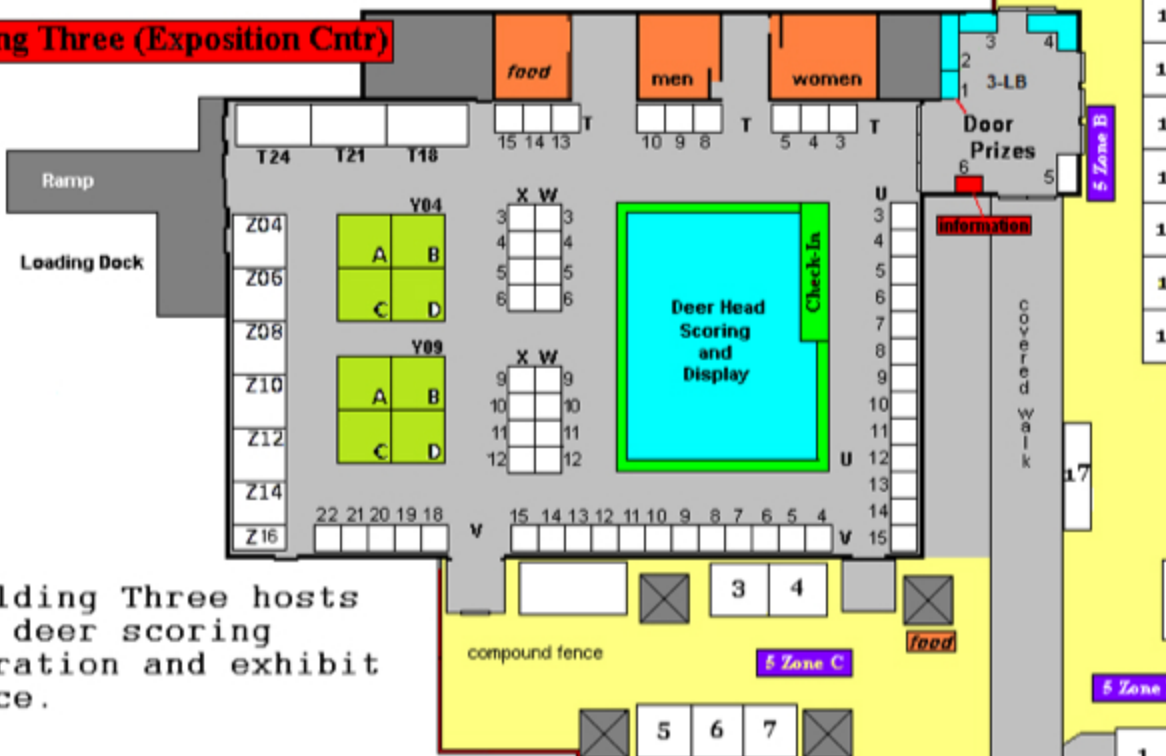 ng Three (Exposition Cntr)
food
men
women
3
4
2
1
3-LB
Door
Prizes
6
5
5 Zone B
information
T24 T21 T18
15 14 13 T
10 9 8 T
5 4 3 T
Ramp
Loading Dock
Z04
Z06
Z08
Z10
Z12
Z14
Z16
Y04
A B
C D
Y09
A B
C D
X W
3 3
4 4
5 5
6 6
X W
9 9
10 10
11 11
12 12
Deer Head
Scoring
and
Display
Check-In
U
3
4
5
6
7
8
9
10
11
U 12
13
14
15
covered walk
17
22 21 20 19 18
V
15 14 13 12 11 10 9 8 7 6 5 4
V
3 4
food
compound fence
5 Zone C
5 Zone
5 6 7
lding Three hosts
deer scoring
ration and exhibit
ce.